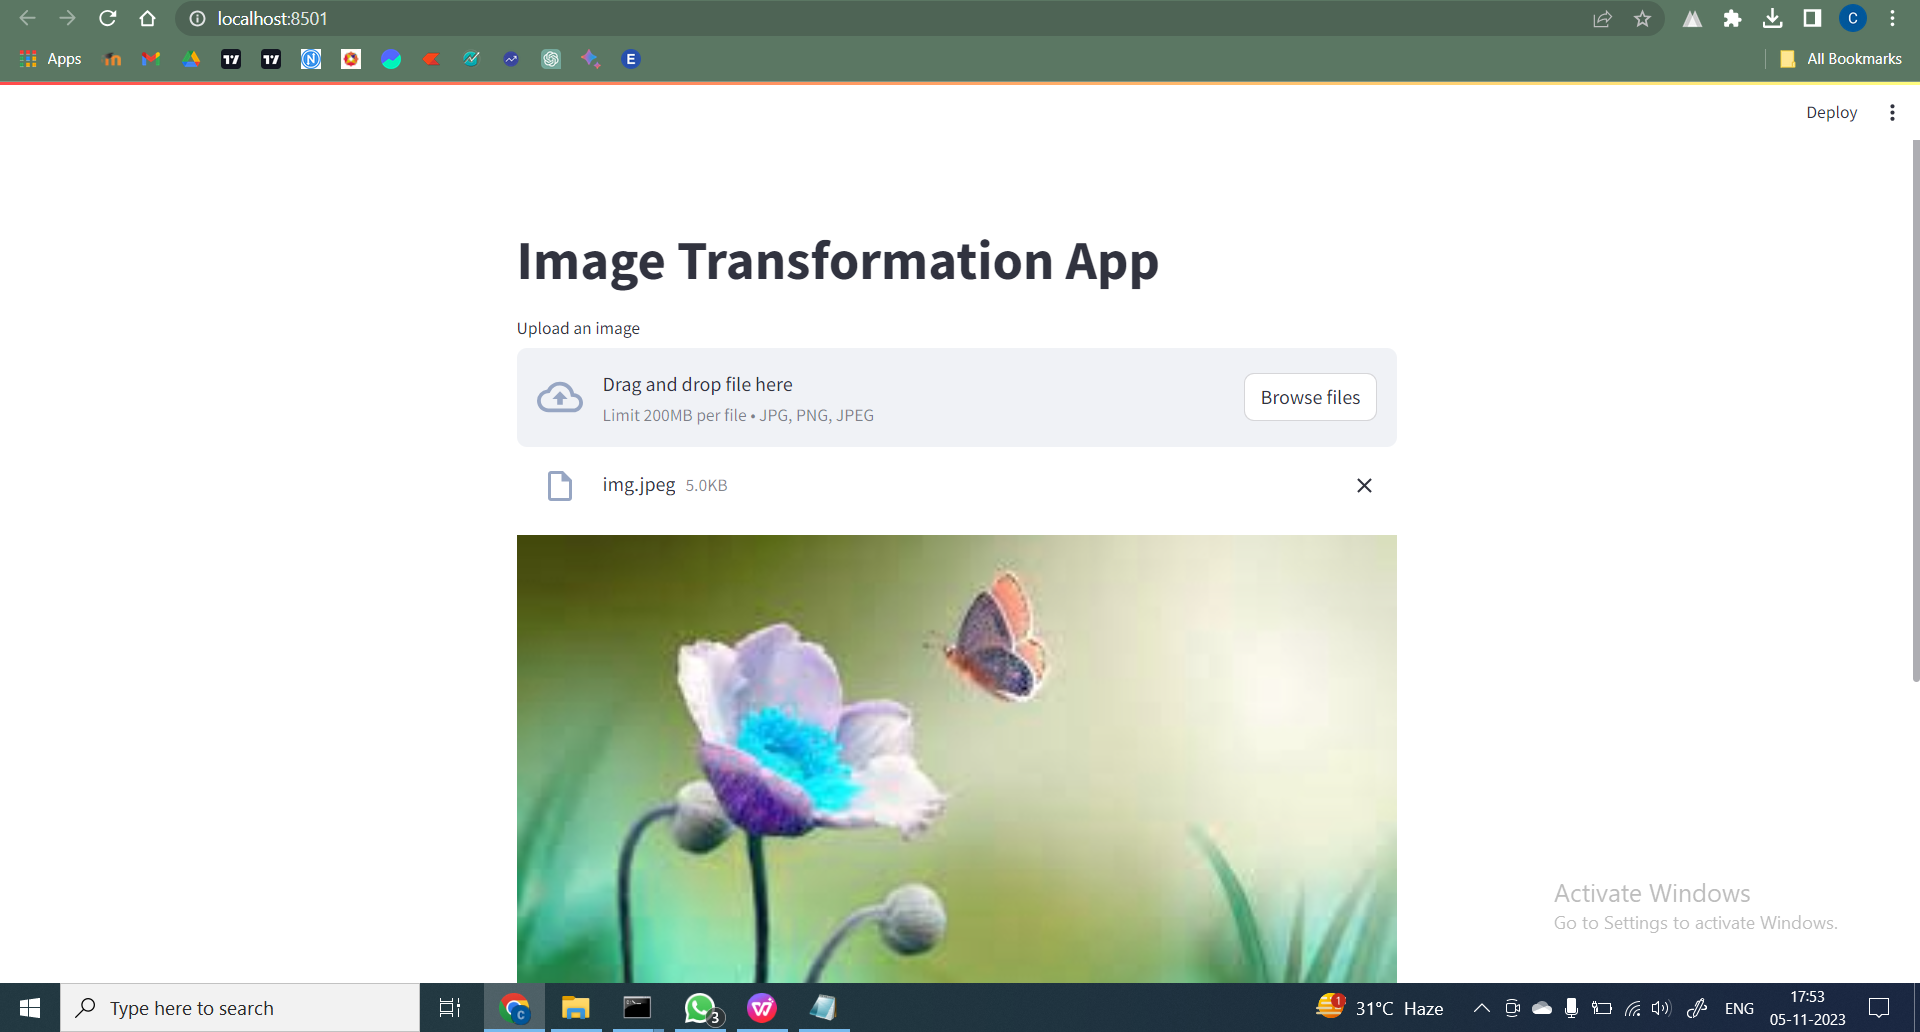 localhost:8501
C
Apps
N
E
All Bookmarks
Deploy
Image Transformation App
Upload an image
Drag and drop file here
Limit 200MB per file • JPG, PNG, JPEG
Browse files
img.jpeg 5.0KB
Activate Windows
Go to Settings to activate Windows.
Type here to search
C
3
1
31°C Haze
ENG
17:53
05-11-2023